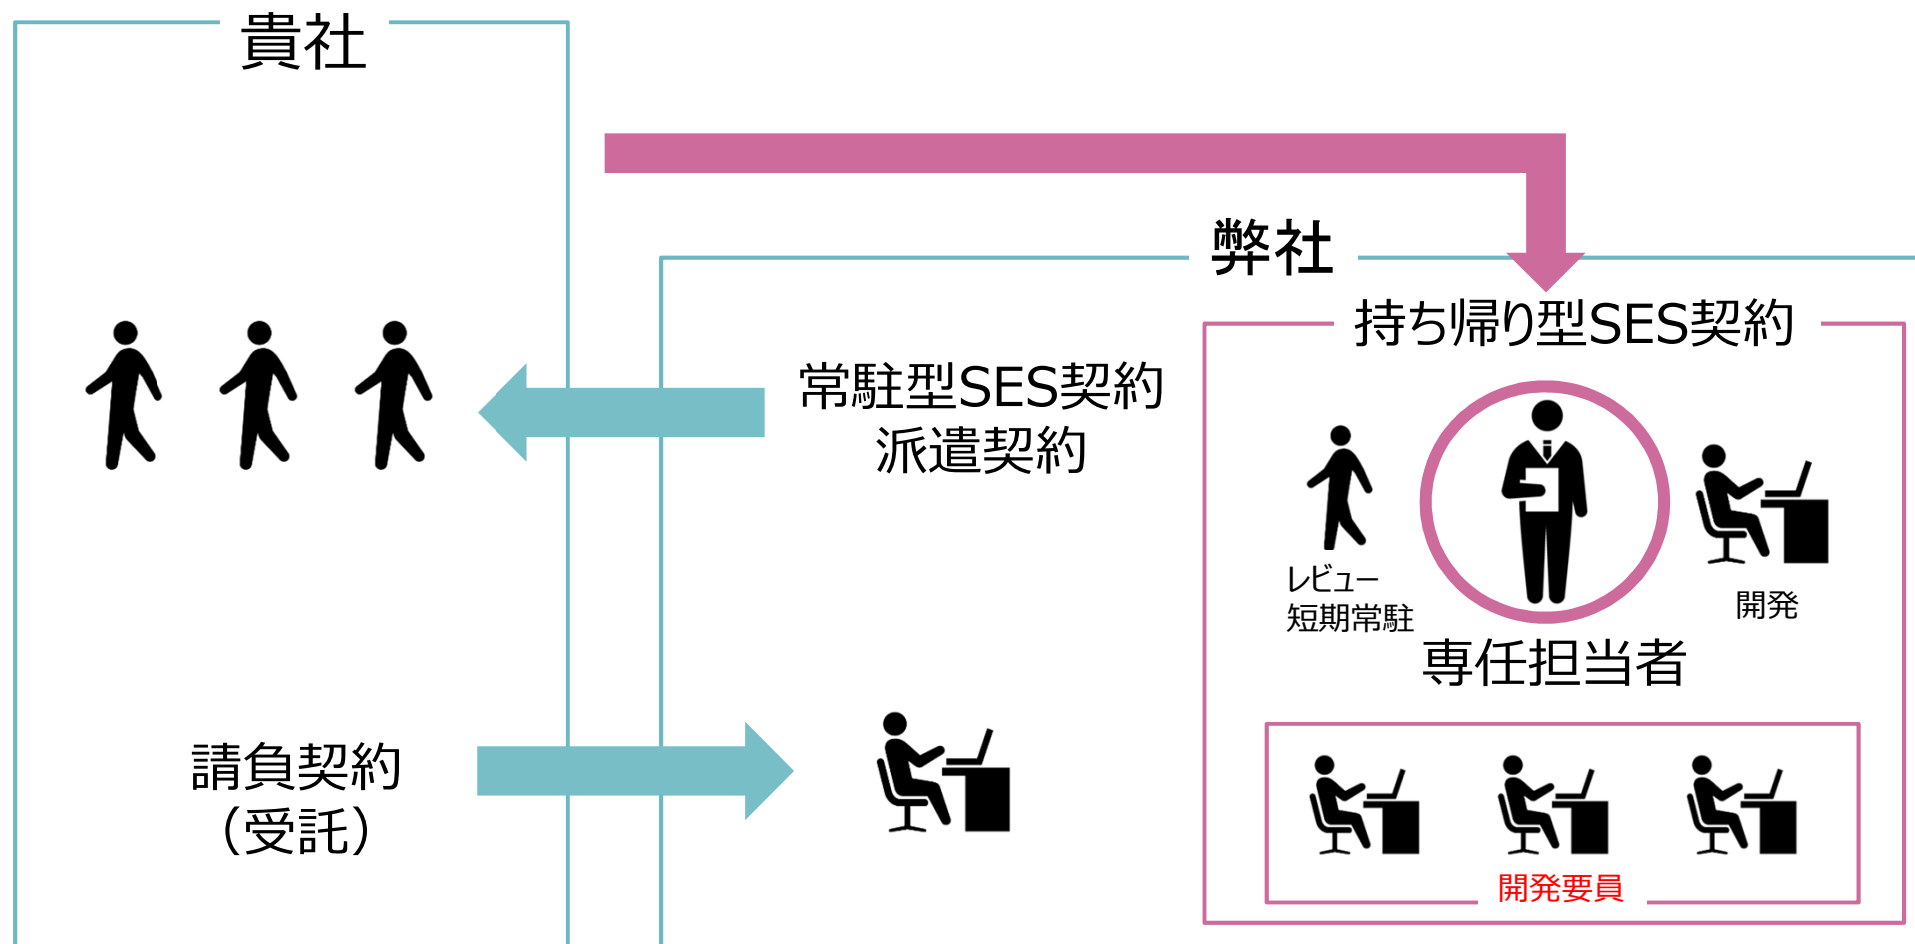 貴社
弊社
持ち帰り型SES契約
常駐型SES契約
派遣契約
レビュー
短期常駐
開発
専任担当者
請負契約
（受託）
開発要員